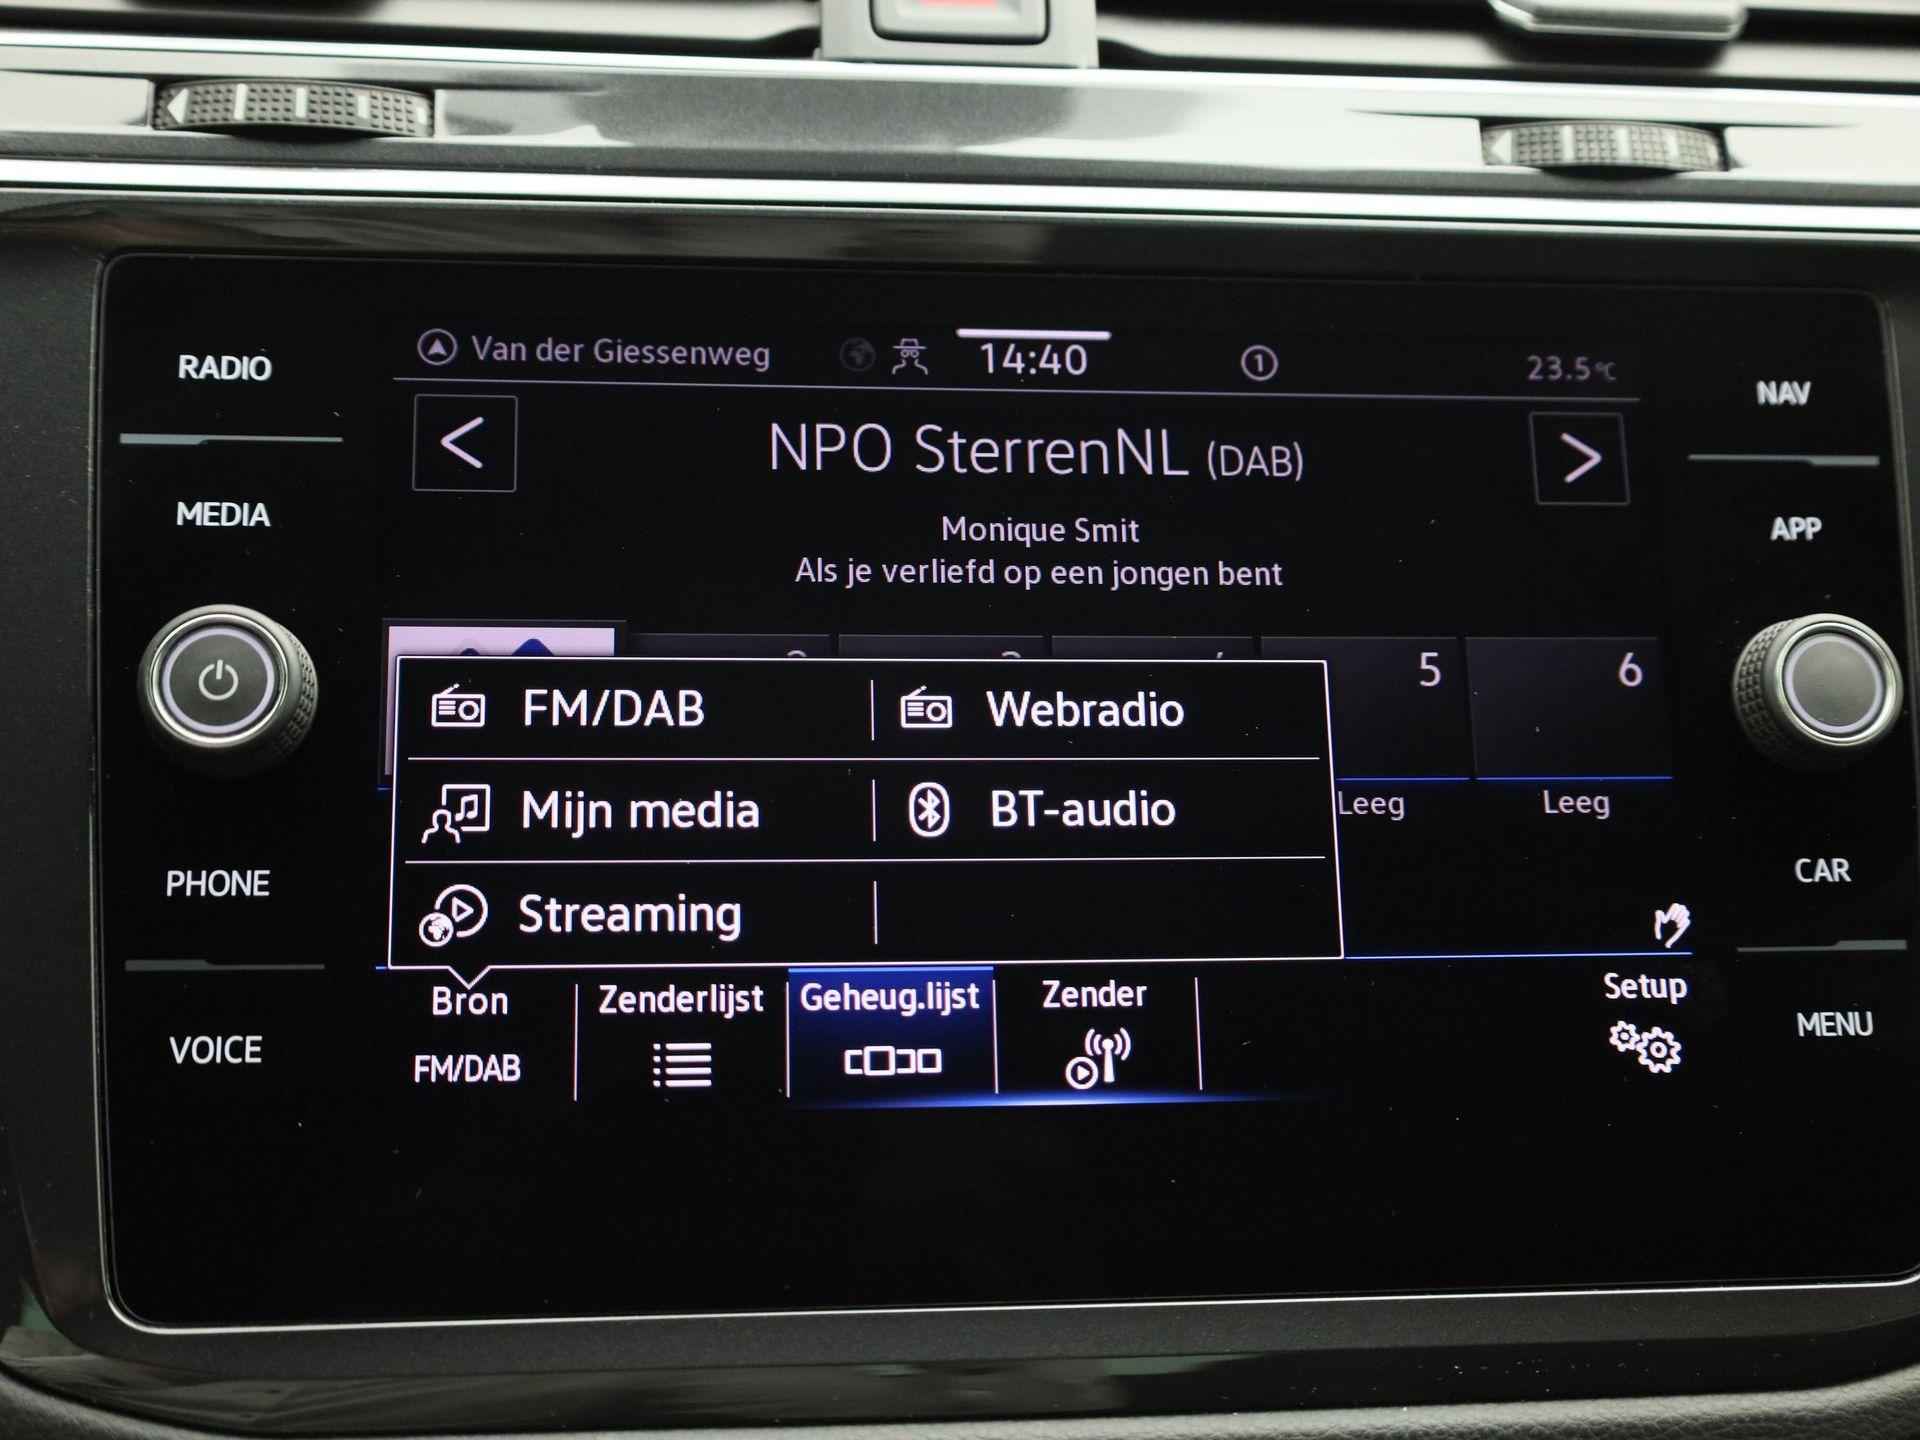 RADIO
MEDIA
PHONE
VOICE
Van der Giessenweg
14:40
1
23.5°C
< NPO SterrenNL (DAB) >
Monique Smit
Als je verliefd op een jongen bent
5 6
FM/DAB Webradio
Mijn media BT-audio
Streaming
Leeg Leeg
Bron Zenderlijst Geheug.lijst Zender Setup
FM/DAB
NAV
APP
CAR
MENU